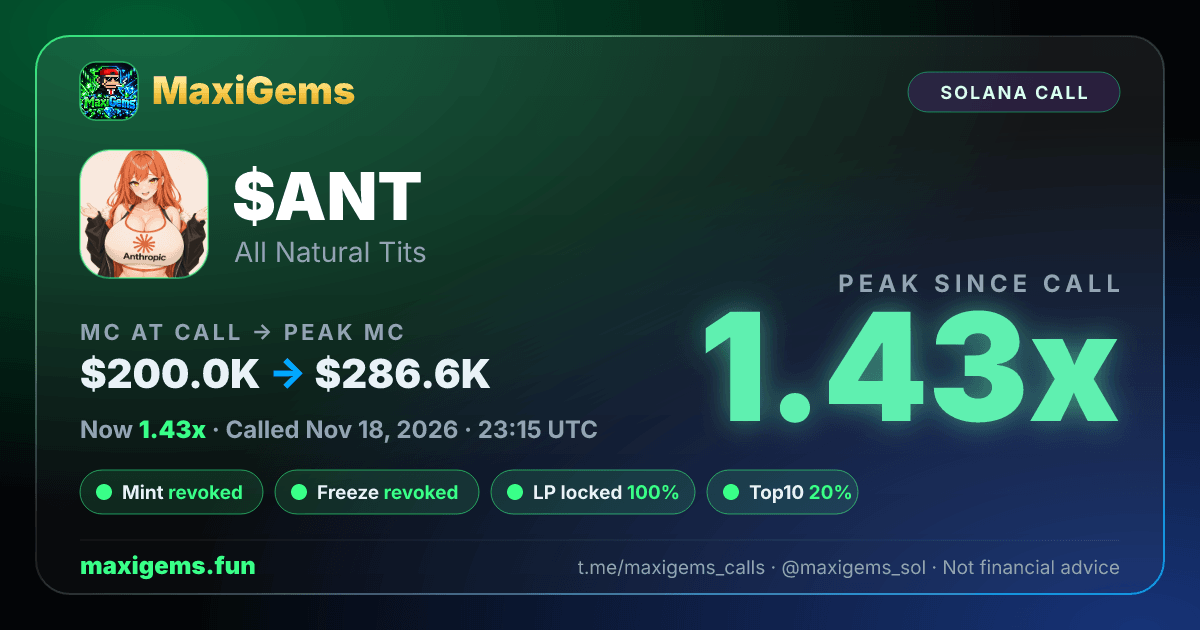 MaxiGems
MaxiGems
SOLANA CALL
Anthropic
$ANT
All Natural Tits
PEAK SINCE CALL
1.43x
MC AT CALL → PEAK MC
$200.0K → $286.6K
Now 1.43x · Called Nov 18, 2026 · 23:15 UTC
Mint revoked
Freeze revoked
LP locked 100%
Top10 20%
maxigems.fun
t.me/maxigems_calls · @maxigems_sol · Not financial advice